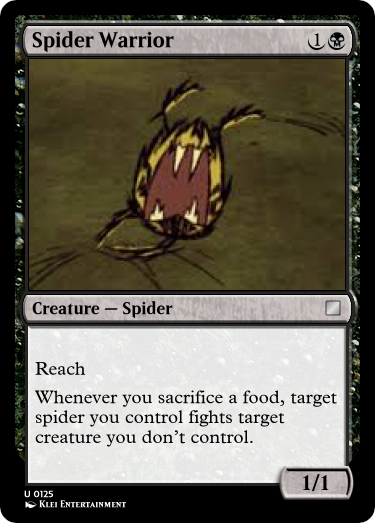 Spider Warrior 1
Creature — Spider
Reach
Whenever you sacrifice a food, target
spider you control fights target
creature you don't control.
1/1
U 0125
Klei Entertainment